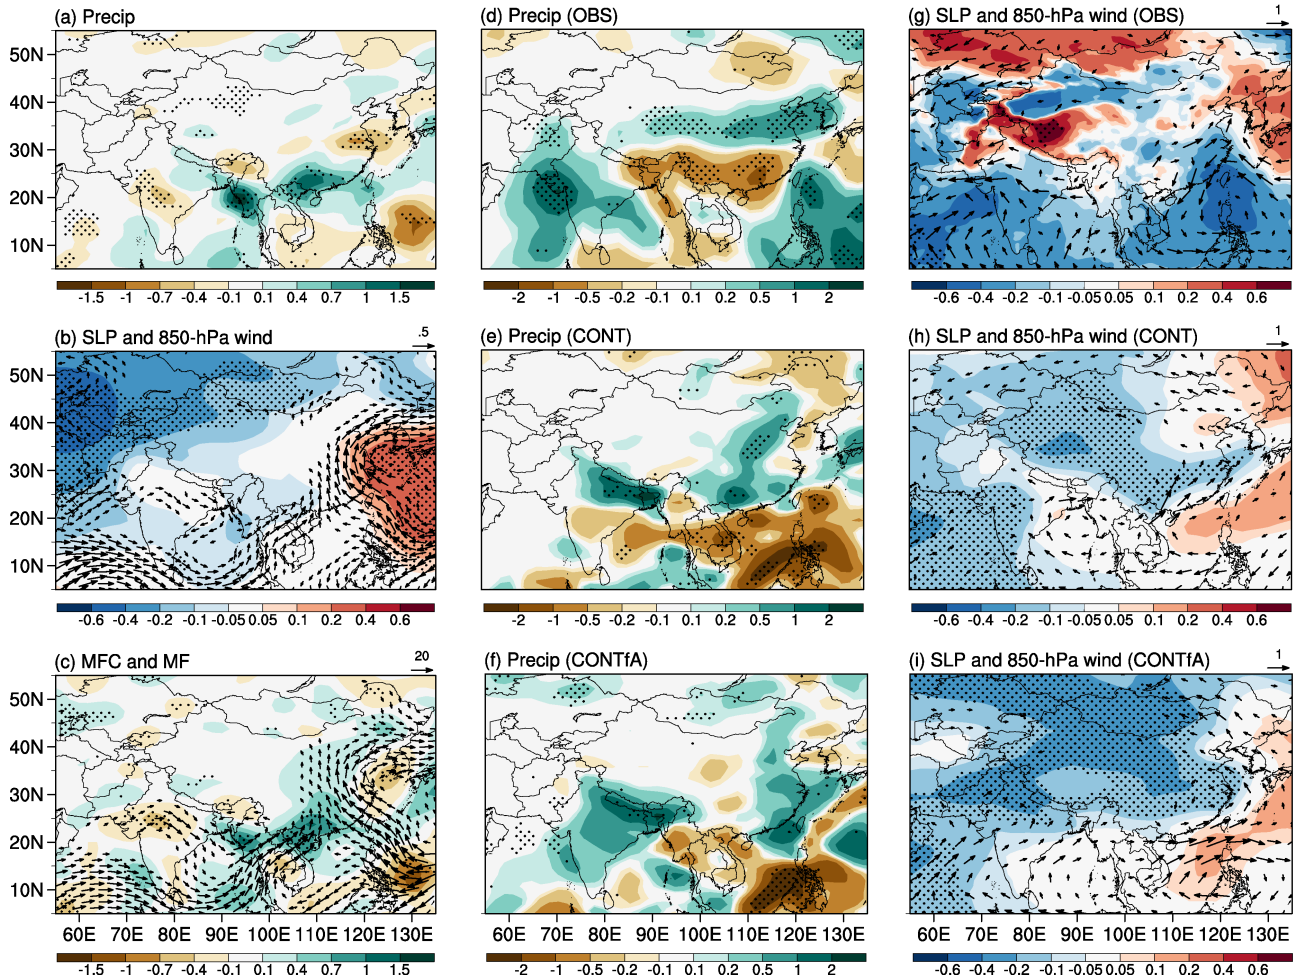 (a) Precip
(d) Precip (OBS)
(g) SLP and 850-hPa wind (OBS)
1
50N
40N
30N
20N
10N
-1.5 -1 -0.7 -0.4 -0.1 0.1 0.4 0.7 1 1.5
-2 -1 -0.5 -0.2 -0.1 0.1 0.2 0.5 1 2
-0.6 -0.4 -0.2 -0.1 -0.05 0.05 0.1 0.2 0.4 0.6
(b) SLP and 850-hPa wind
.5
(e) Precip (CONT)
(h) SLP and 850-hPa wind (CONT)
1
50N
40N
30N
20N
10N
-0.6 -0.4 -0.2 -0.1 -0.05 0.05 0.1 0.2 0.4 0.6
-2 -1 -0.5 -0.2 -0.1 0.1 0.2 0.5 1 2
-0.6 -0.4 -0.2 -0.1 -0.05 0.05 0.1 0.2 0.4 0.6
(c) MFC and MF
20
(f) Precip (CONTfA)
(i) SLP and 850-hPa wind (CONTfA)
1
50N
40N
30N
20N
10N
60E 70E 80E 90E 100E 110E 120E 130E
60E 70E 80E 90E 100E 110E 120E 130E
60E 70E 80E 90E 100E 110E 120E 130E
-1.5 -1 -0.7 -0.4 -0.1 0.1 0.4 0.7 1 1.5
-2 -1 -0.5 -0.2 -0.1 0.1 0.2 0.5 1 2
-0.6 -0.4 -0.2 -0.1 -0.05 0.05 0.1 0.2 0.4 0.6